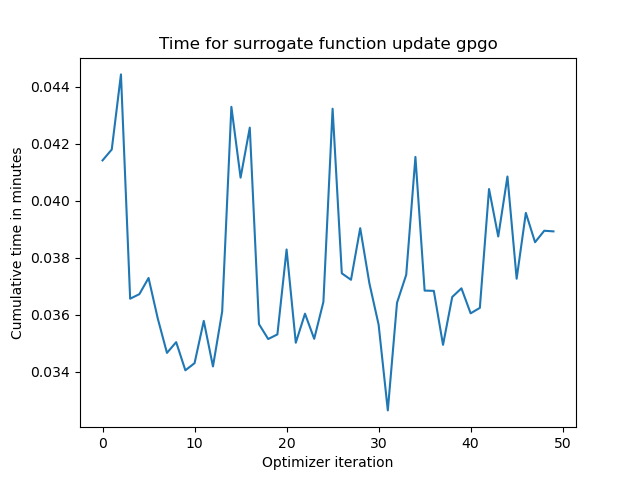 Time for surrogate function update gpgo
0.044
0.042
0.040
0.038
0.036
0.034
Cumulative time in minutes
0 10 20 30 40 50
Optimizer iteration